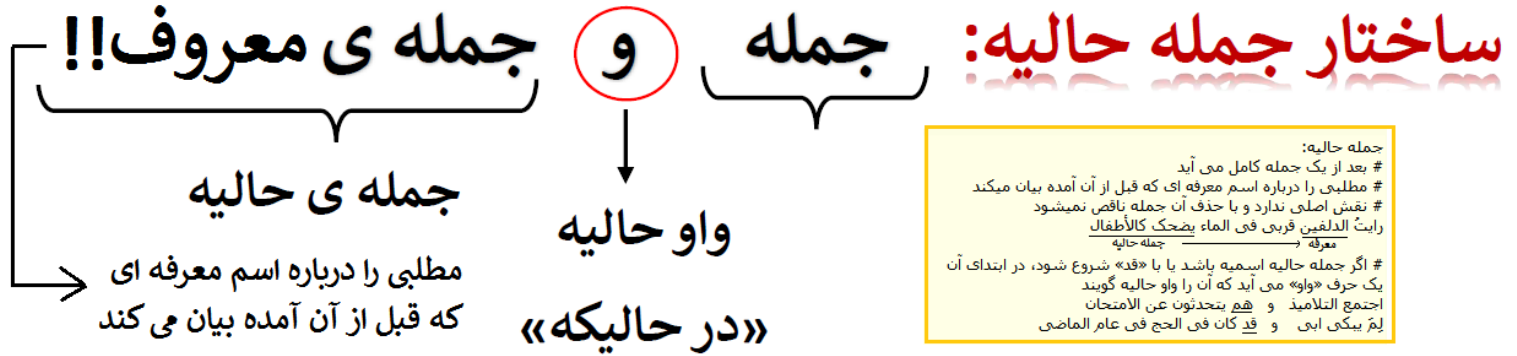 ساختار جمله حالیه:
جمله
و
جمله ی معروف!!
جمله حالیه:
# بعد از یک جمله کامل می آید
# مطلبی را درباره اسم معرفه ای که قبل از آن آمده بیان میکند
# نقش اصلی ندارد و با حذف آن جمله ناقص نمیشود
رایتُ الدلفین قربی فی الماء یضحک کالأطفال
معرفه
جمله حالیه
# اگر جمله حالیه اسمیه باشد یا با «قد» شروع شود، در ابتدای آن
یک حرف «واو» می آید که آن را واو حالیه گویند
اجتمع التلامیذ و هم یتحدثون عن الامتحان
لِمَ یبکی ابی و قد کان فی الحج فی عام الماضی
واو حالیه
«در حالیکه»
جمله ی حالیه
مطلبی را درباره اسم معرفه ای
که قبل از آن آمده بیان می کند